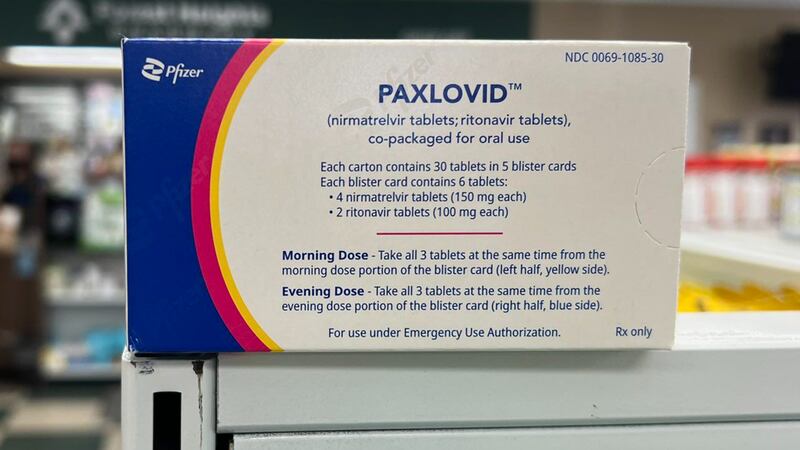 Forest Heights
Pfizer
NDC 0069-1085-30
PAXLOVID™
(nirmatrelvir tablets; ritonavir tablets),
co-packaged for oral use
Each carton contains 30 tablets in 5 blister cards
Each blister card contains 6 tablets:
• 4 nirmatrelvir tablets (150 mg each)
• 2 ritonavir tablets (100 mg each)
Morning Dose - Take all 3 tablets at the same time from the
morning dose portion of the blister card (left half, yellow side).
Evening Dose - Take all 3 tablets at the same time from the
evening dose portion of the blister card (right half, blue side).
For use under Emergency Use Authorization.
Rx only